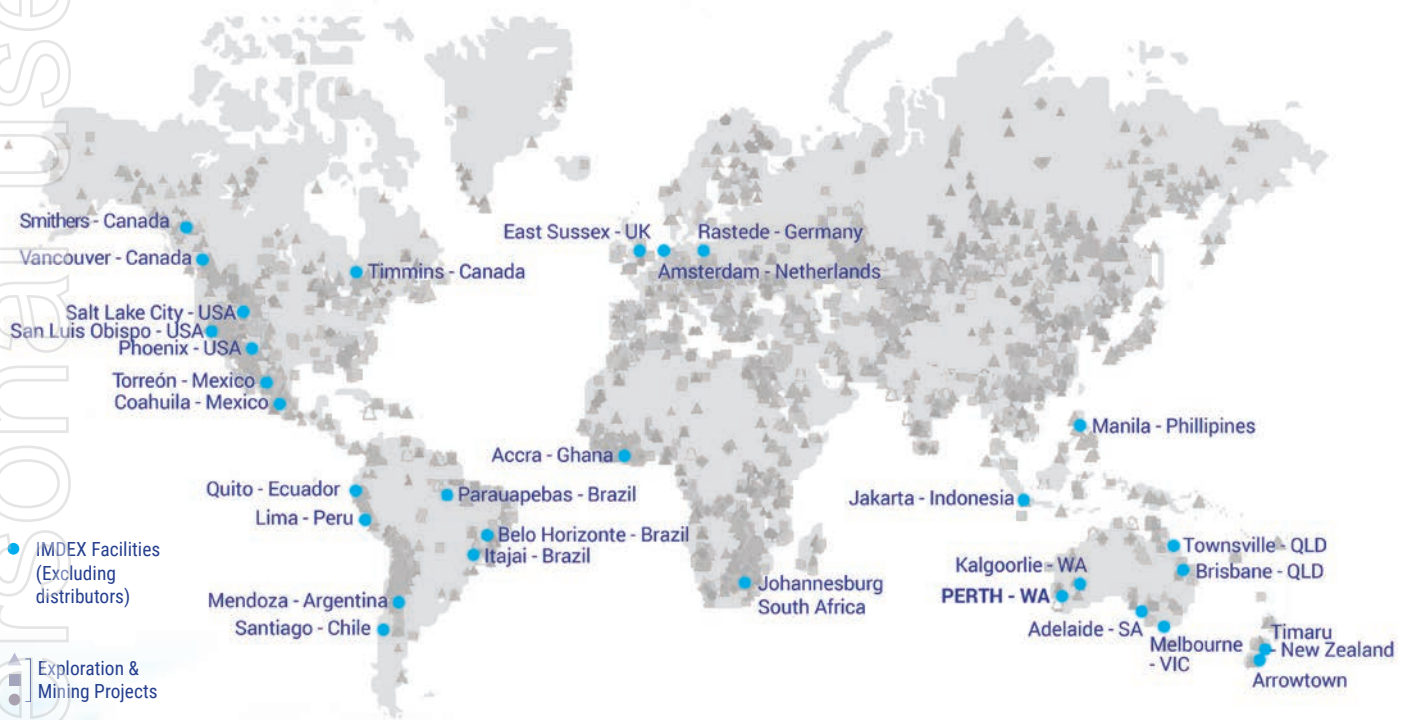 ersonal use
Smithers - Canada
Vancouver - Canada
Timmins - Canada
East Sussex - UK
Rastede - Germany
Amsterdam - Netherlands
Salt Lake City - USA
San Luis Obispo - USA
Phoenix - USA
Torreón - Mexico
Coahuila - Mexico
Manila - Phillipines
Accra - Ghana
Quito - Ecuador
Parauapebas - Brazil
Jakarta - Indonesia
Lima - Peru
Belo Horizonte - Brazil
Itajai - Brazil
Townsville - QLD
Kalgoorlie - WA
Brisbane - QLD
Johannesburg
South Africa
PERTH - WA
Mendoza - Argentina
Santiago - Chile
Adelaide - SA
Melbourne
- VIC
Timaru
- New Zealand
Arrowtown
IMDEX Facilities
(Excluding
distributors)
Exploration &
Mining Projects